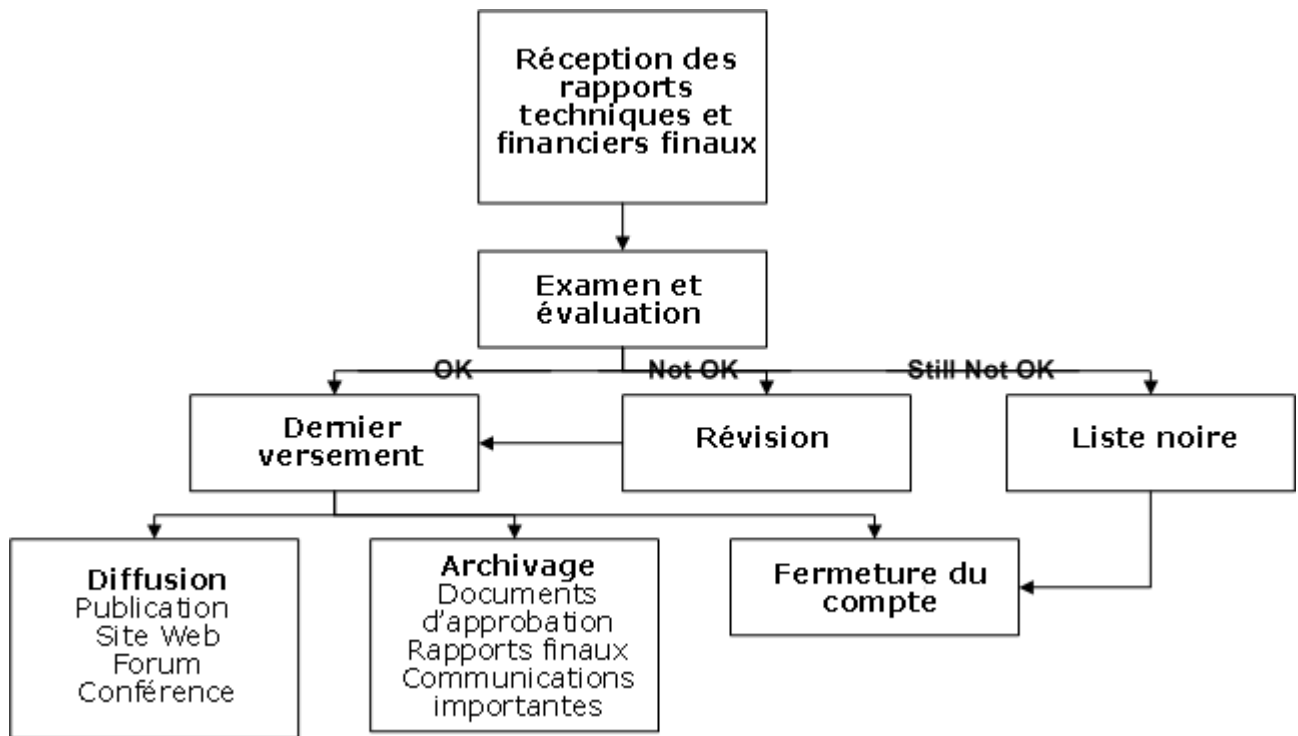 Réception des
rapports
techniques et
financiers finaux
Examen et
évaluation
OK
Not OK
Still Not OK
Dernier
versement
Révision
Liste noire
Diffusion
Publication
Site Web
Forum
Conférence
Archivage
Documents
d'approbation
Rapports finaux
Communications
importantes
Fermeture du
compte